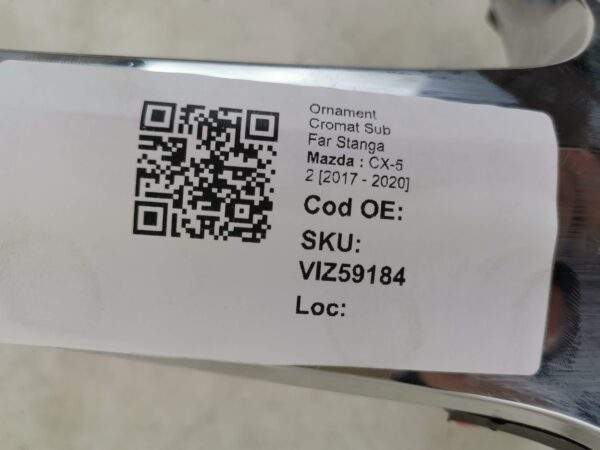 Ornament
Cromat Sub
Far Stanga
Mazda : CX-5
2 [2017 - 2020]
Cod OE:
SKU:
VIZ59184
Loc: